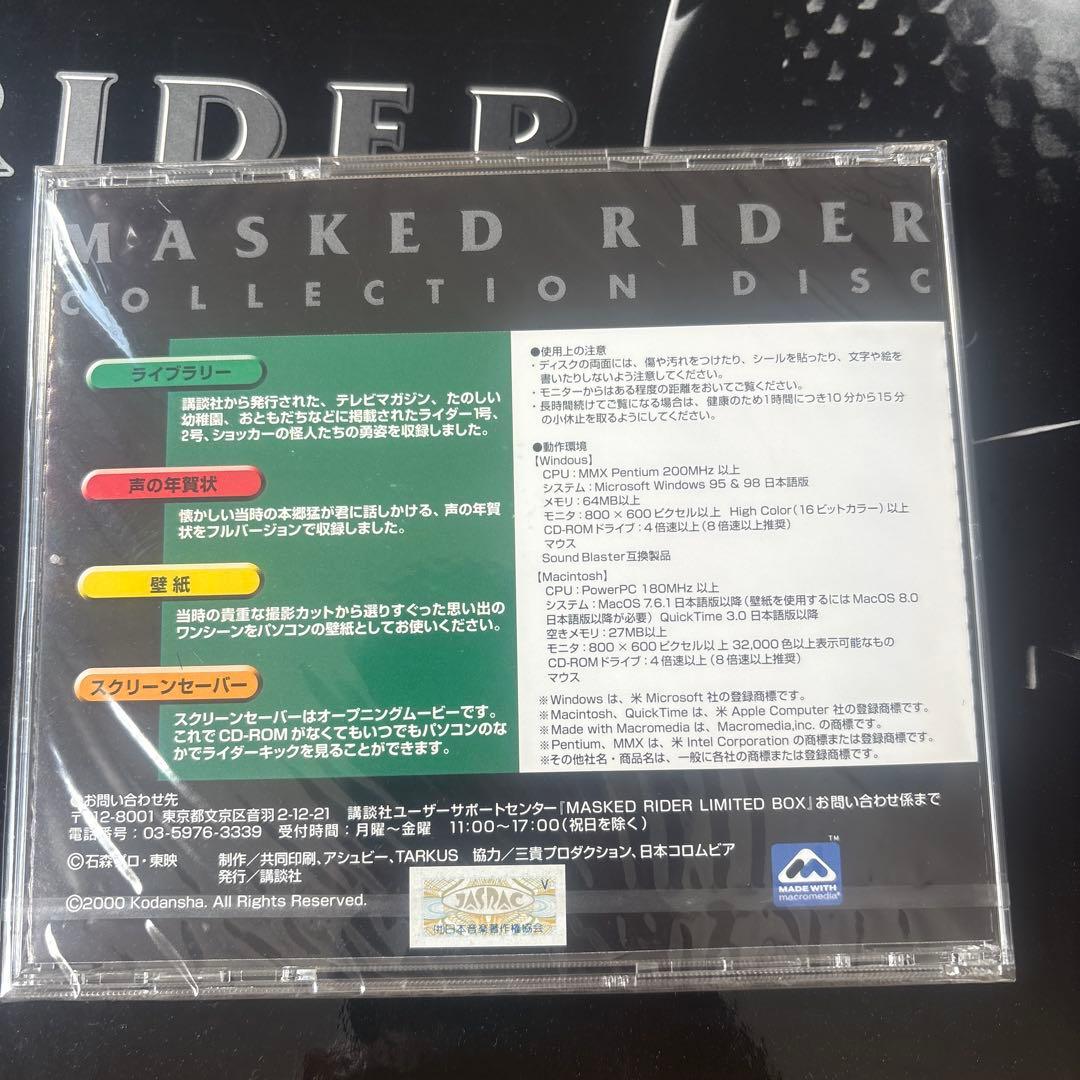 RIDER
MASKED RIDER
COLLECTION DISC
ライブラリー
講談社から発行された、テレビマガジン、たのしい
幼稚園、おともだちなどに掲載されたライダー1号、
2号、ショッカーの怪人たちの勇姿を収録しました。
声の年賀状
懐かしい当時の本郷猛が君に話しかける、声の年賀
状をフルバージョンで収録しました。
壁紙
当時の貴重な撮影カットから選りすぐった思い出の
ワンシーンをパソコンの壁紙としてお使いください。
スクリーンセーバー
スクリーンセーバーはオープニングムービーです。
これでCD-ROMがなくてもいつでもパソコンのな
かでライダーキックを見ることができます。
●使用上の注意
・ディスクの両面には、傷や汚れをつけたり、シールを貼ったり、文字や絵を
書いたりしないよう注意してください。
・モニターからはある程度の距離をおいてご覧ください。
・長時間続けてご覧になる場合は、健康のため1時間につき10分から15分
の小休止を取るようにしてください。
●動作環境
【Windous】
CPU：MMX Pentium 200MHz 以上
システム：Microsoft Windows 95 & 98 日本語版
メモリ：64MB以上
モニタ：800×600ピクセル以上 High Color（16ビットカラー）以上
CD-ROMドライブ：4倍速以上（8倍速以上推奨）
マウス
Sound Blaster互換製品
【Macintosh】
CPU：PowerPC 180MHz 以上
システム：MacOS 7.6.1 日本語版以降（壁紙を使用するには MacOS 8.0
日本語版以降が必要） QuickTime 3.0 日本語版以降
空きメモリ：27MB以上
モニタ：800×600ピクセル以上 32,000色以上表示可能なもの
CD-ROMドライブ：4倍速以上（8倍速以上推奨）
マウス
※Windows は、米 Microsoft 社の登録商標です。
※Macintosh、QuickTime は、米 Apple Computer 社の登録商標です。
※Made with Macromedia は、Macromedia,inc. の商標です。
※Pentium、MMX は、米 Intel Corporation の商標または登録商標です。
※その他社名・商品名は、一般に各社の商標または登録商標です。
●お問い合わせ先
〒112-8001 東京都文京区音羽2-12-21 講談社ユーザーサポートセンター『MASKED RIDER LIMITED BOX』お問い合わせ係まで
電話番号：03-5976-3339 受付時間：月曜〜金曜 11:00〜17:00（祝日を除く）
©石森プロ・東映 制作／共同印刷、アシュビー、TARKUS 協力／三貴プロダクション、日本コロムビア
発行／講談社
©2000 Kodansha. All Rights Reserved.
V
JASRAC
(社)日本音楽著作権協会
TM
MADE WITH
macromedia®